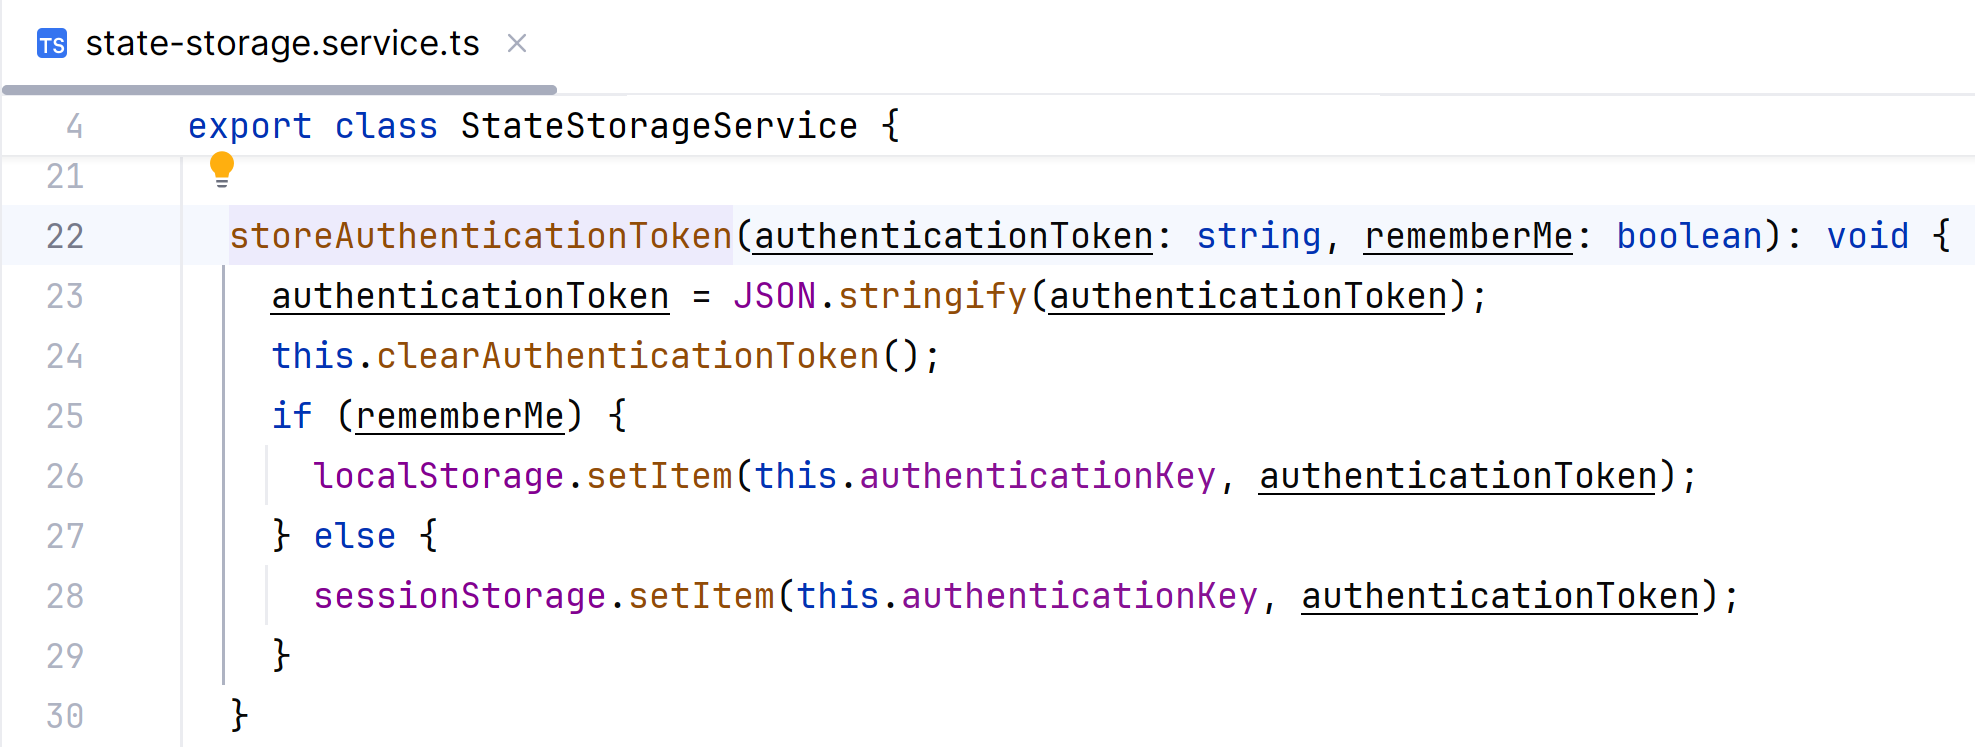 TS state-storage.service.ts ×
4 export class StateStorageService {
21
22 storeAuthenticationToken(authenticationToken: string, rememberMe: boolean): void {
23 authenticationToken = JSON.stringify(authenticationToken);
24 this.clearAuthenticationToken();
25 if (rememberMe) {
26 localStorage.setItem(this.authenticationKey, authenticationToken);
27 } else {
28 sessionStorage.setItem(this.authenticationKey, authenticationToken);
29 }
30 }